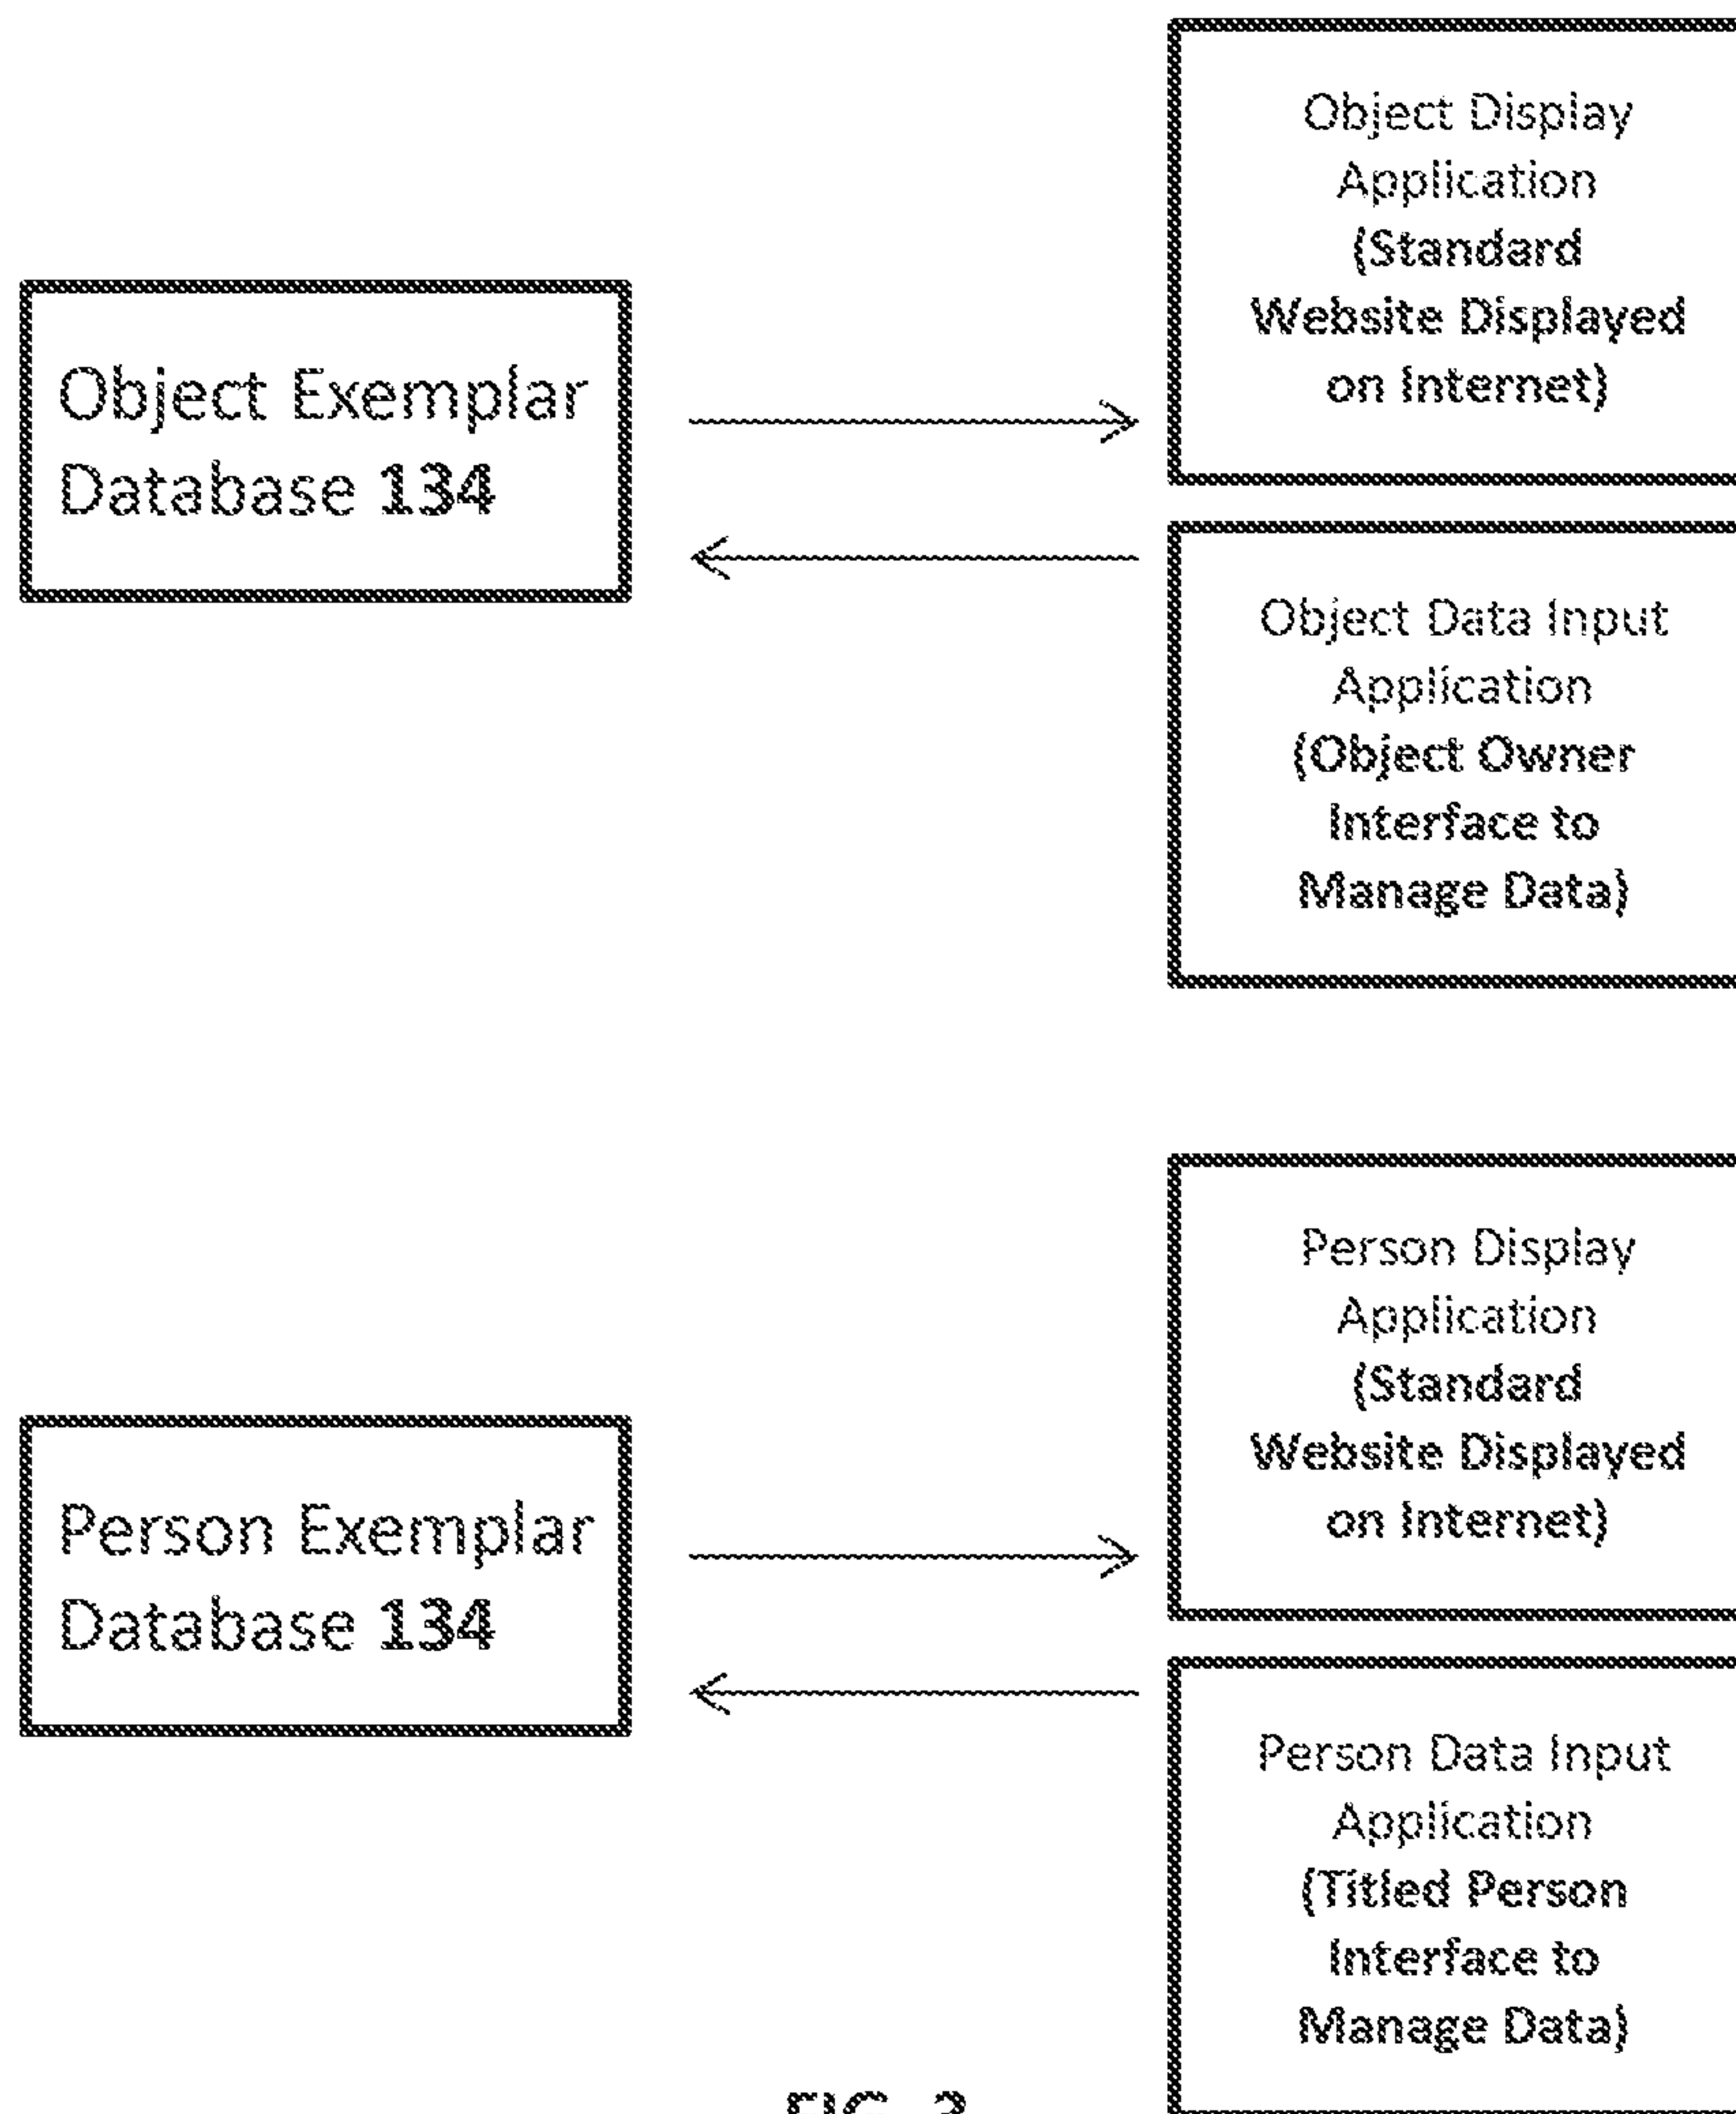 Object Display
Application
(Standard
Website Displayed
on Internet)
Object Exemplar
Database 134
Object Data Input
Application
(Object Owner
Interface to
Manage Data)
Person Display
Application
(Standard
Website Displayed
on Internet)
Person Exemplar
Database 134
Person Data Input
Application
(Titled Person
Interface to
Manage Data)